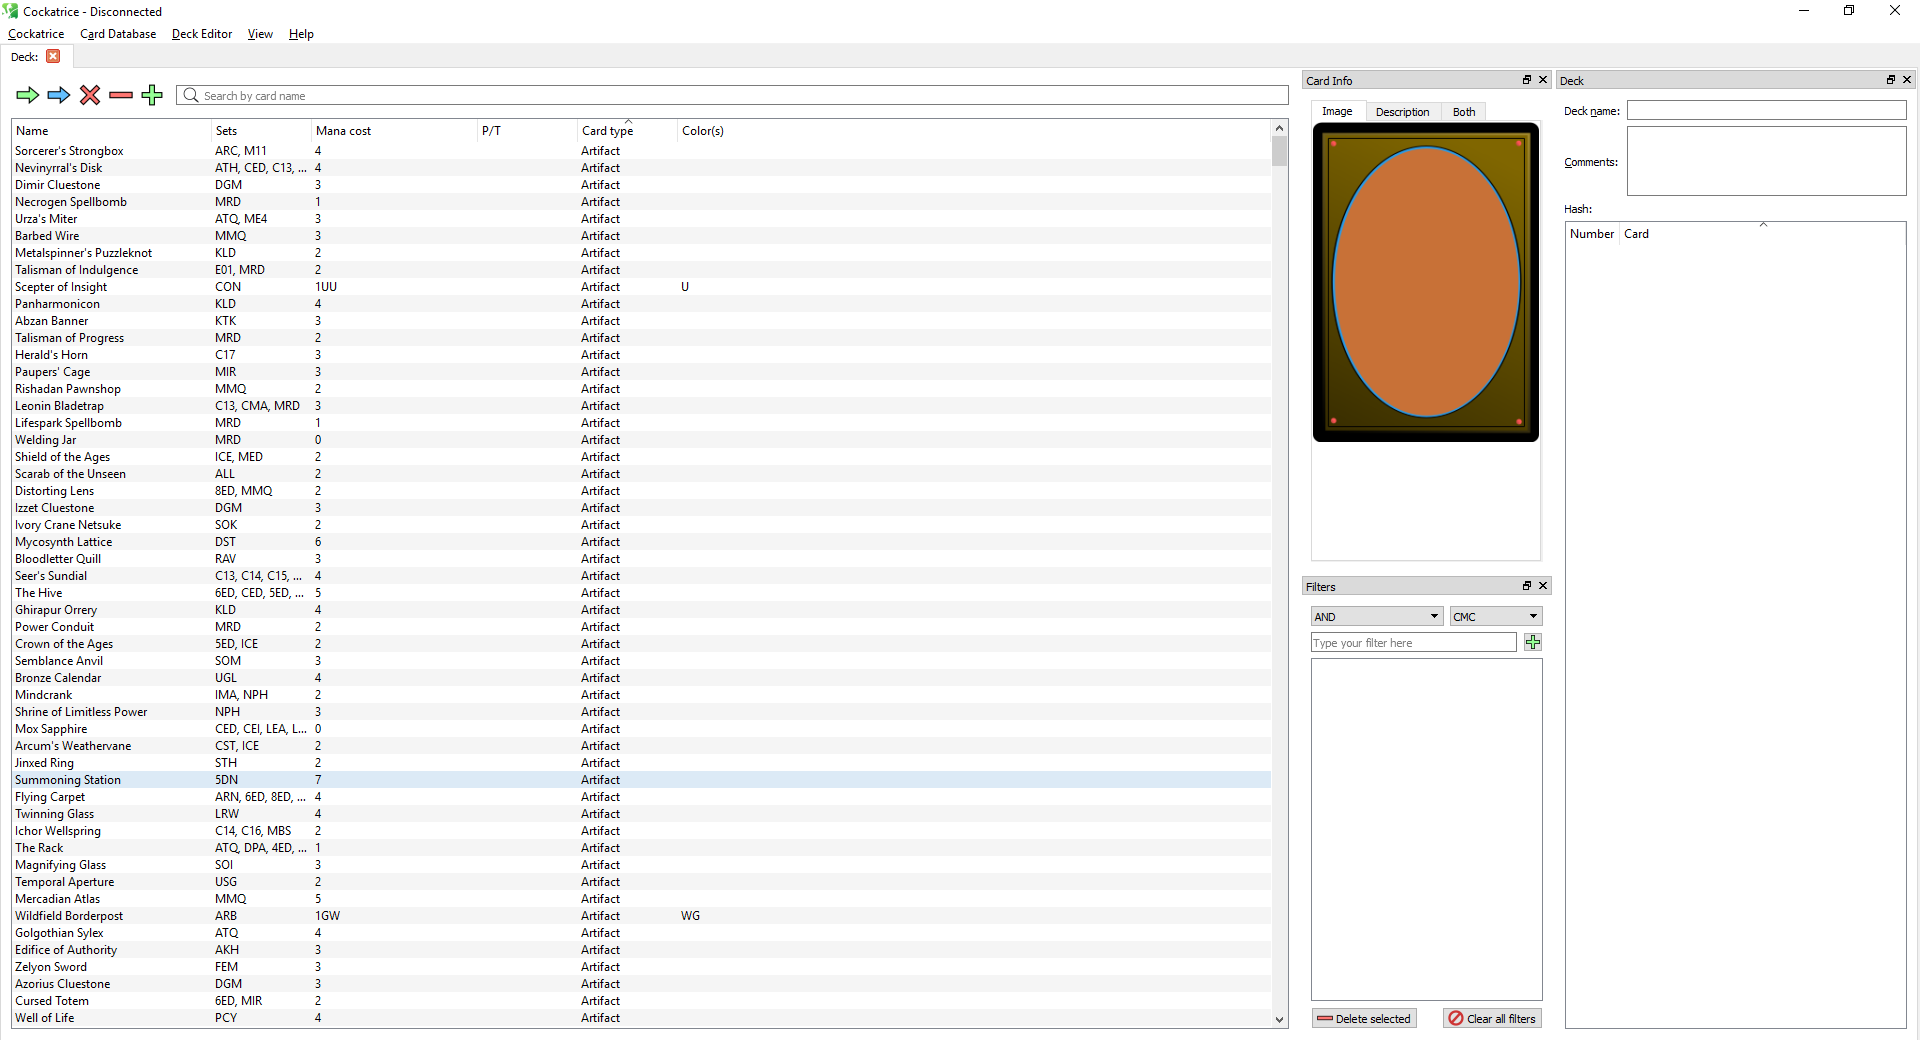 Cockatrice - Disconnected
Cockatrice Card Database Deck Editor View Help
Deck:
Search by card name
Name Sets Mana cost P/T Card type Color(s)
Sorcerer's Strongbox ARC, M11 4 Artifact
Nevinyrral's Disk ATH, CED, C13, ... 4 Artifact
Dimir Cluestone DGM 3 Artifact
Necrogen Spellbomb MRD 1 Artifact
Urza's Miter ATQ, ME4 3 Artifact
Barbed Wire MMQ 3 Artifact
Metalspinner's Puzzleknot KLD 2 Artifact
Talisman of Indulgence E01, MRD 2 Artifact
Scepter of Insight CON 1UU Artifact U
Panharmonicon KLD 4 Artifact
Abzan Banner KTK 3 Artifact
Talisman of Progress MRD 2 Artifact
Herald's Horn C17 3 Artifact
Paupers' Cage MIR 3 Artifact
Rishadan Pawnshop MMQ 2 Artifact
Leonin Bladetrap C13, CMA, MRD 3 Artifact
Lifespark Spellbomb MRD 1 Artifact
Welding Jar MRD 0 Artifact
Shield of the Ages ICE, MED 2 Artifact
Scarab of the Unseen ALL 2 Artifact
Distorting Lens 8ED, MMQ 2 Artifact
Izzet Cluestone DGM 3 Artifact
Ivory Crane Netsuke SOK 2 Artifact
Mycosynth Lattice DST 6 Artifact
Bloodletter Quill RAV 3 Artifact
Seer's Sundial C13, C14, C15, ... 4 Artifact
The Hive 6ED, CED, 5ED, ... 5 Artifact
Ghirapur Orrery KLD 4 Artifact
Power Conduit MRD 2 Artifact
Crown of the Ages 5ED, ICE 2 Artifact
Semblance Anvil SOM 3 Artifact
Bronze Calendar UGL 4 Artifact
Mindcrank IMA, NPH 2 Artifact
Shrine of Limitless Power NPH 3 Artifact
Mox Sapphire CED, CEI, LEA, L... 0 Artifact
Arcum's Weathervane CST, ICE 2 Artifact
Jinxed Ring STH 2 Artifact
Summoning Station 5DN 7 Artifact
Flying Carpet ARN, 6ED, 8ED, ... 4 Artifact
Twinning Glass LRW 4 Artifact
Ichor Wellspring C14, C16, MBS 2 Artifact
The Rack ATQ, DPA, 4ED, ... 1 Artifact
Magnifying Glass SOI 3 Artifact
Temporal Aperture USG 2 Artifact
Mercadian Atlas MMQ 5 Artifact
Wildfield Borderpost ARB 1GW Artifact WG
Golgothian Sylex ATQ 4 Artifact
Edifice of Authority AKH 3 Artifact
Zelyon Sword FEM 3 Artifact
Azorius Cluestone DGM 3 Artifact
Cursed Totem 6ED, MIR 2 Artifact
Well of Life PCY 4 Artifact
Card Info
Image Description Both
Filters
AND CMC
Type your filter here
Delete selected Clear all filters
Deck
Deck name:
Comments:
Hash:
Number Card